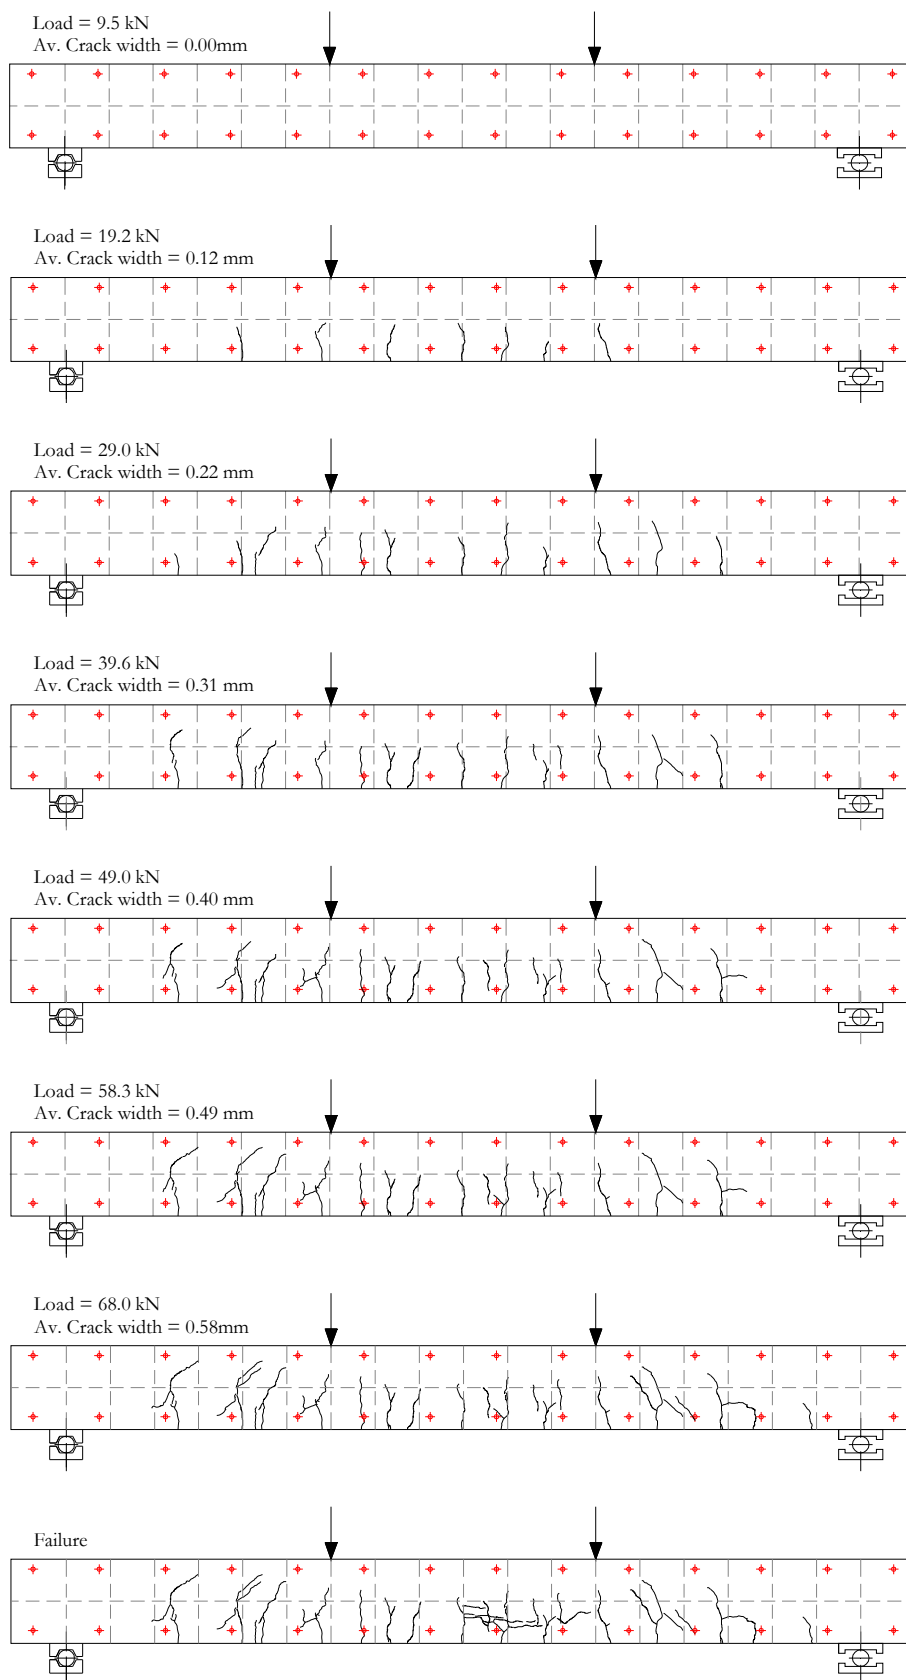 Load = 9.5 kN
Av. Crack width = 0.00mm
Load = 19.2 kN
Av. Crack width = 0.12 mm
Load = 29.0 kN
Av. Crack width = 0.22 mm
Load = 39.6 kN
Av. Crack width = 0.31 mm
Load = 49.0 kN
Av. Crack width = 0.40 mm
Load = 58.3 kN
Av. Crack width = 0.49 mm
Load = 68.0 kN
Av. Crack width = 0.58mm
Failure